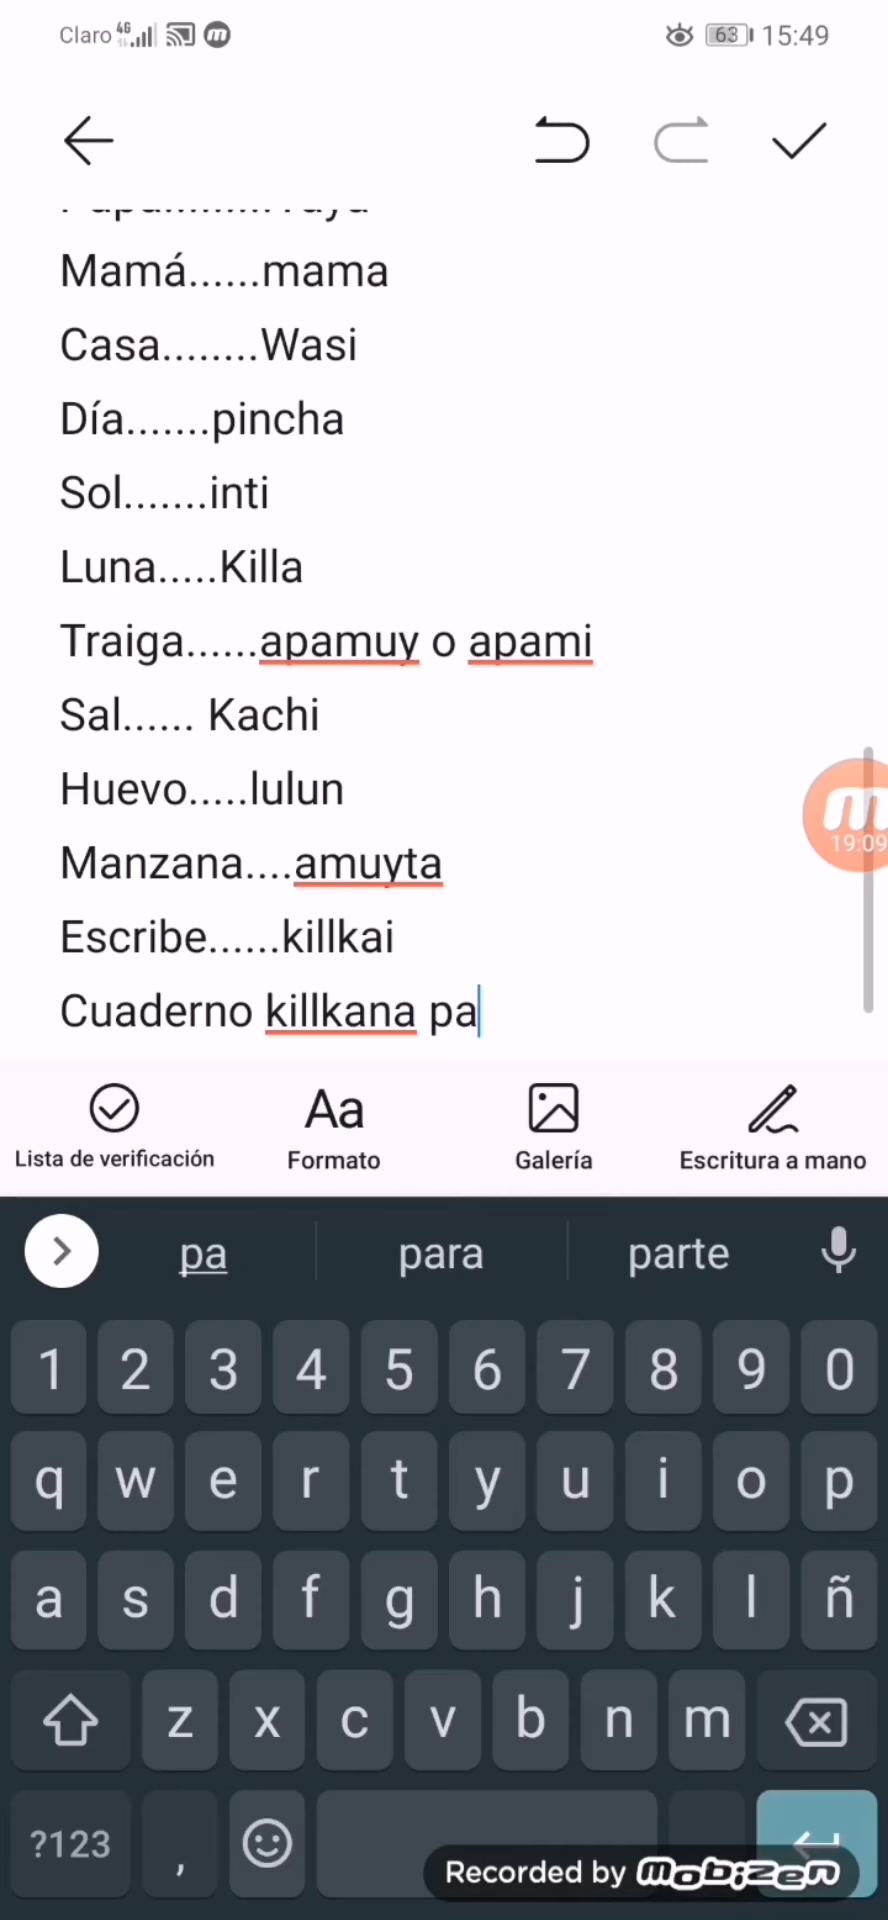 Claro 4G 63 15:49
Mamá......mama
Casa........Wasi
Día.......pincha
Sol.......inti
Luna.....Killa
Traiga......apamuy o apami
Sal...... Kachi
Huevo.....lulun
Manzana....amuyta
Escribe......killkai
Cuaderno killkana pa
19:09
Lista de verificación Aa Formato Galería Escritura a mano
pa para parte
1 2 3 4 5 6 7 8 9 0
q w e r t y u i o p
a s d f g h j k l ñ
z x c v b n m
?123 ,
Recorded by mobizen